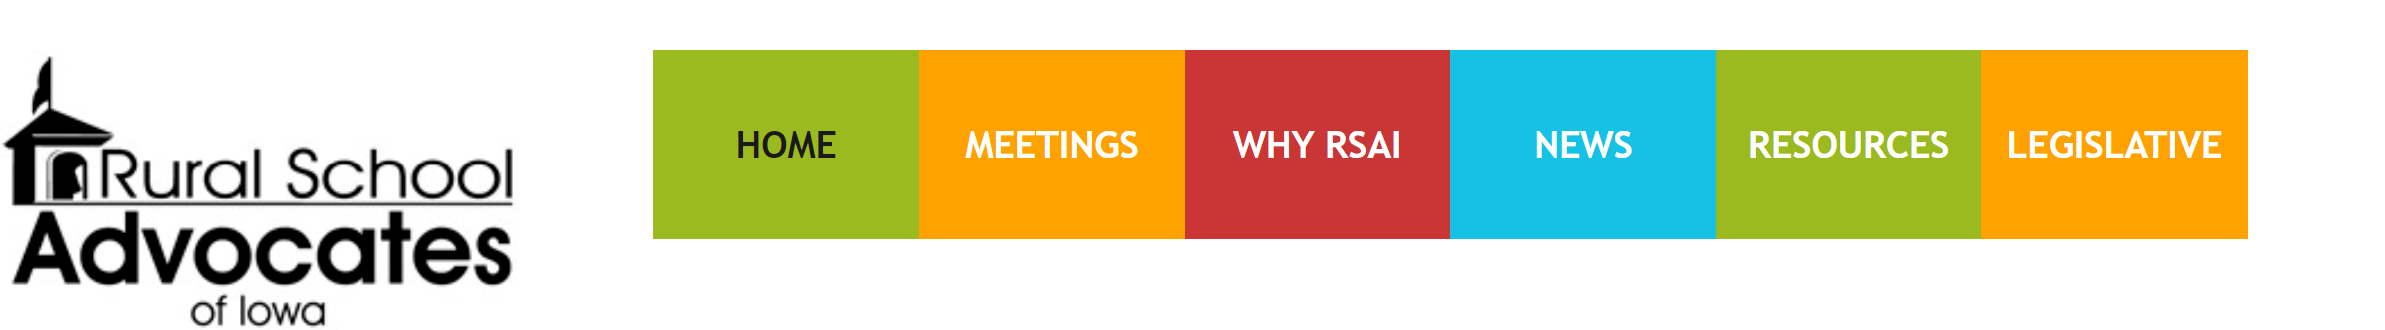 Rural School
Advocates
of Iowa
HOME MEETINGS WHY RSAI NEWS RESOURCES LEGISLATIVE